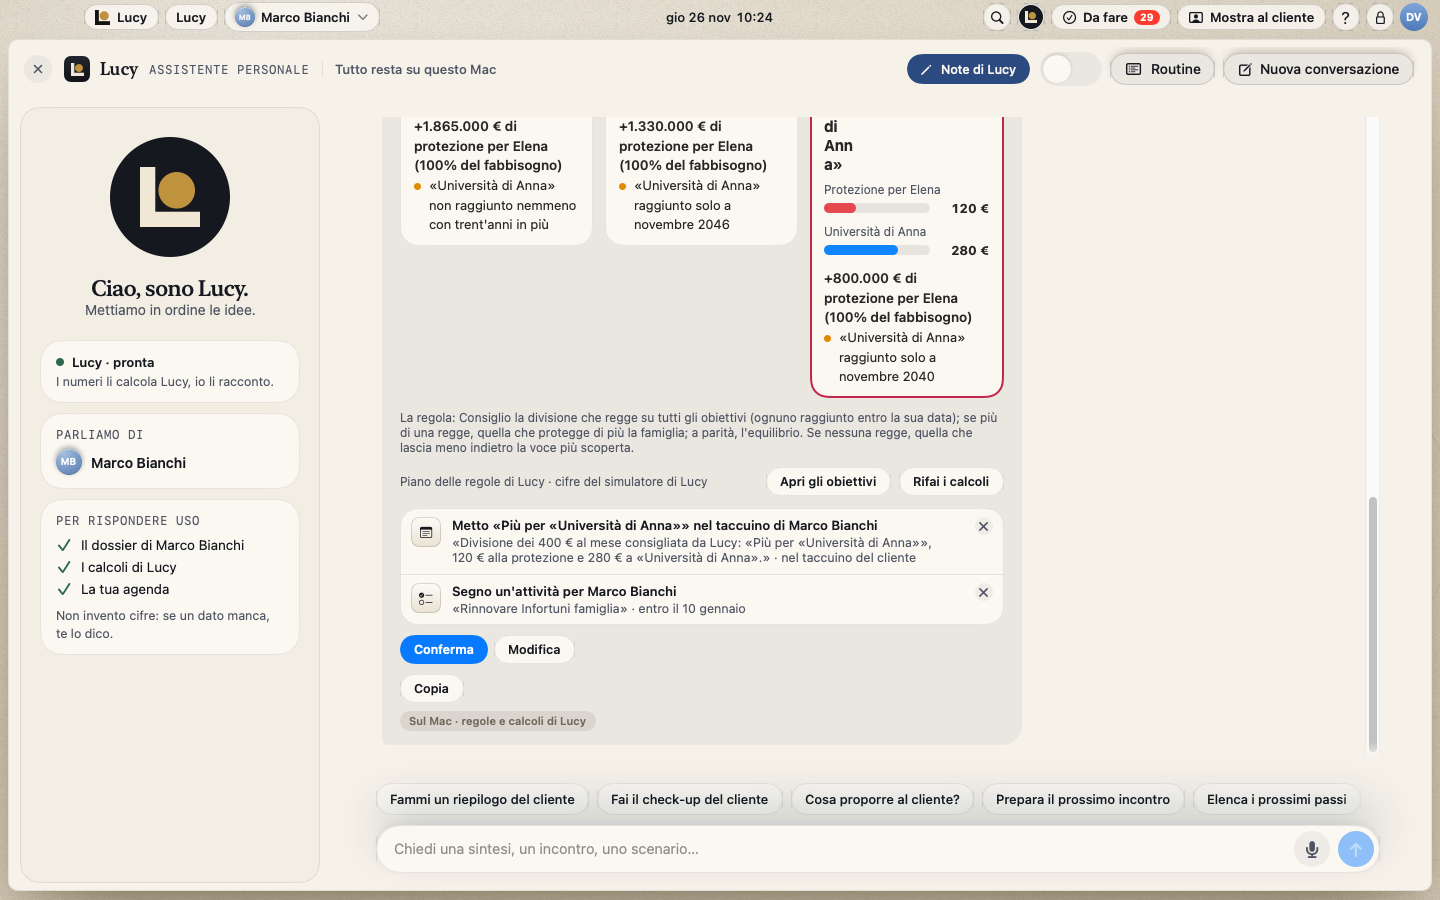 Lucy
Lucy
MB Marco Bianchi
gio 26 nov 10:24
Da fare 29
Mostra al cliente
?
DV
Lucy ASSISTENTE PERSONALE
Tutto resta su questo Mac
Note di Lucy
Routine
Nuova conversazione
Ciao, sono Lucy.
Mettiamo in ordine le idee.
Lucy · pronta
I numeri li calcola Lucy, io li racconto.
PARLIAMO DI
MB Marco Bianchi
PER RISPONDERE USO
Il dossier di Marco Bianchi
I calcoli di Lucy
La tua agenda
Non invento cifre: se un dato manca,
te lo dico.
+1.865.000 € di
protezione per Elena
(100% del fabbisogno)
«Università di Anna»
non raggiunto nemmeno
con trent'anni in più
+1.330.000 € di
protezione per Elena
(100% del fabbisogno)
«Università di Anna»
raggiunto solo a
novembre 2046
di
Ann
a»
Protezione per Elena
120 €
Università di Anna
280 €
+800.000 € di
protezione per Elena
(100% del fabbisogno)
«Università di Anna»
raggiunto solo a
novembre 2040
La regola: Consiglio la divisione che regge su tutti gli obiettivi (ognuno raggiunto entro la sua data); se più
di una regge, quella che protegge di più la famiglia; a parità, l'equilibrio. Se nessuna regge, quella che
lascia meno indietro la voce più scoperta.
Piano delle regole di Lucy · cifre del simulatore di Lucy
Apri gli obiettivi
Rifai i calcoli
Metto «Più per «Università di Anna»» nel taccuino di Marco Bianchi
«Divisione dei 400 € al mese consigliata da Lucy: «Più per «Università di Anna»»,
120 € alla protezione e 280 € a «Università di Anna».» · nel taccuino del cliente
Segno un'attività per Marco Bianchi
«Rinnovare Infortuni famiglia» · entro il 10 gennaio
Conferma
Modifica
Copia
Sul Mac · regole e calcoli di Lucy
Fammi un riepilogo del cliente
Fai il check-up del cliente
Cosa proporre al cliente?
Prepara il prossimo incontro
Elenca i prossimi passi
Chiedi una sintesi, un incontro, uno scenario...